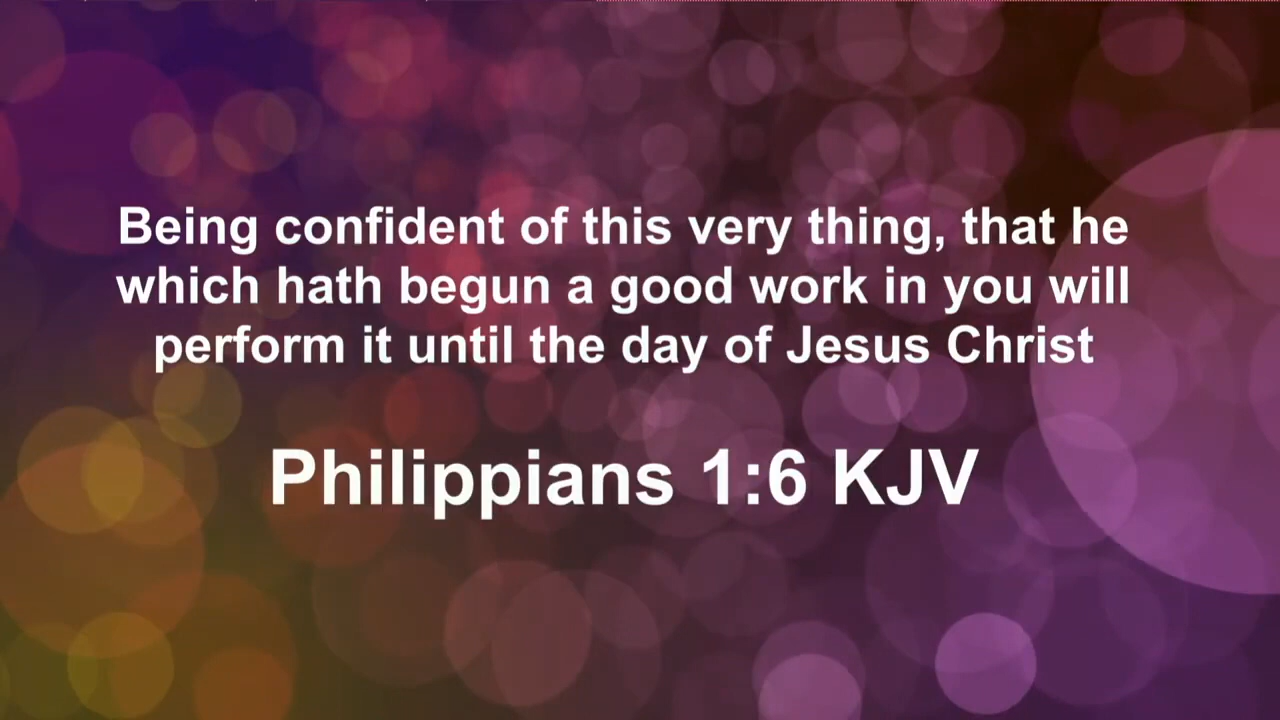 Being confident of this very thing, that he
which hath begun a good work in you will
perform it until the day of Jesus Christ
Philippians 1:6 KJV